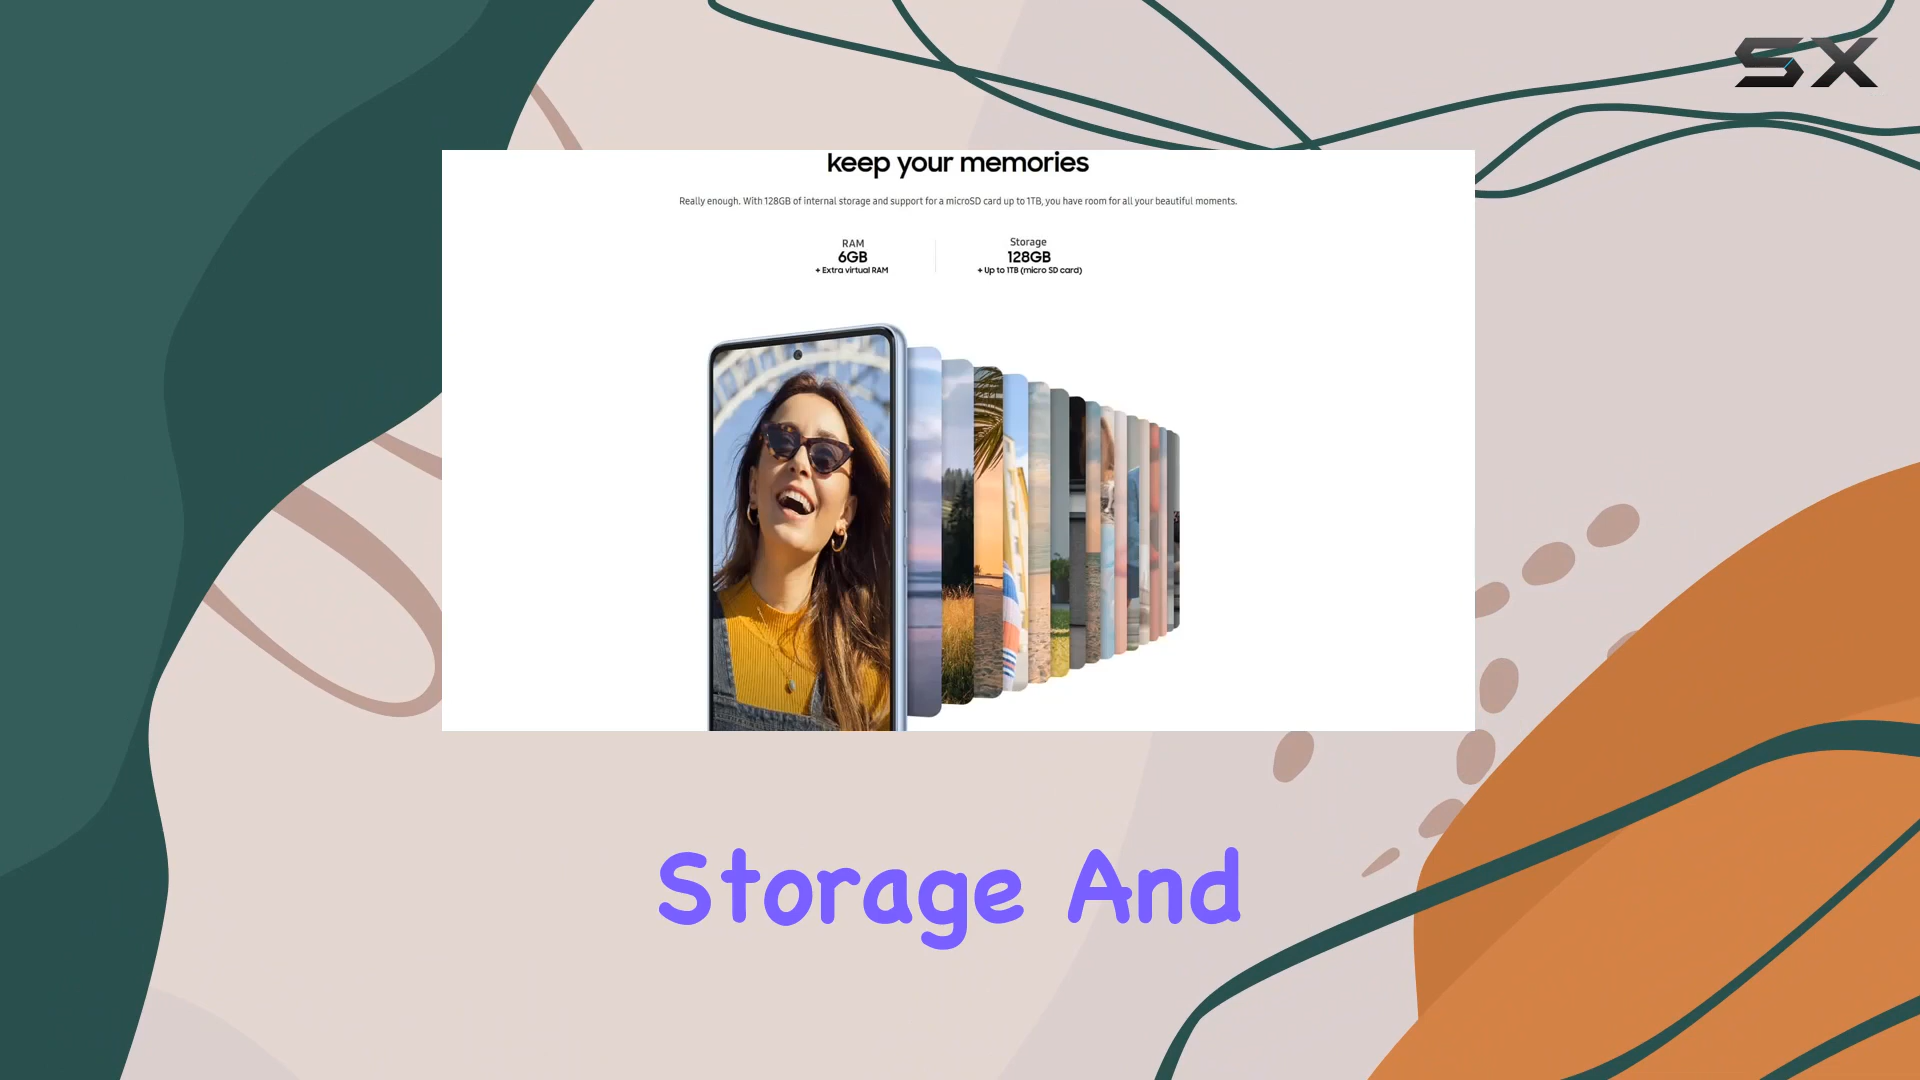 SX
keep your memories
Really enough. With 128GB of internal storage and support for a microSD card up to 1TB, you have room for all your beautiful moments.
RAM
6GB
+ Extra virtual RAM
Storage
128GB
+ Up to 1TB (micro SD card)
Storage And